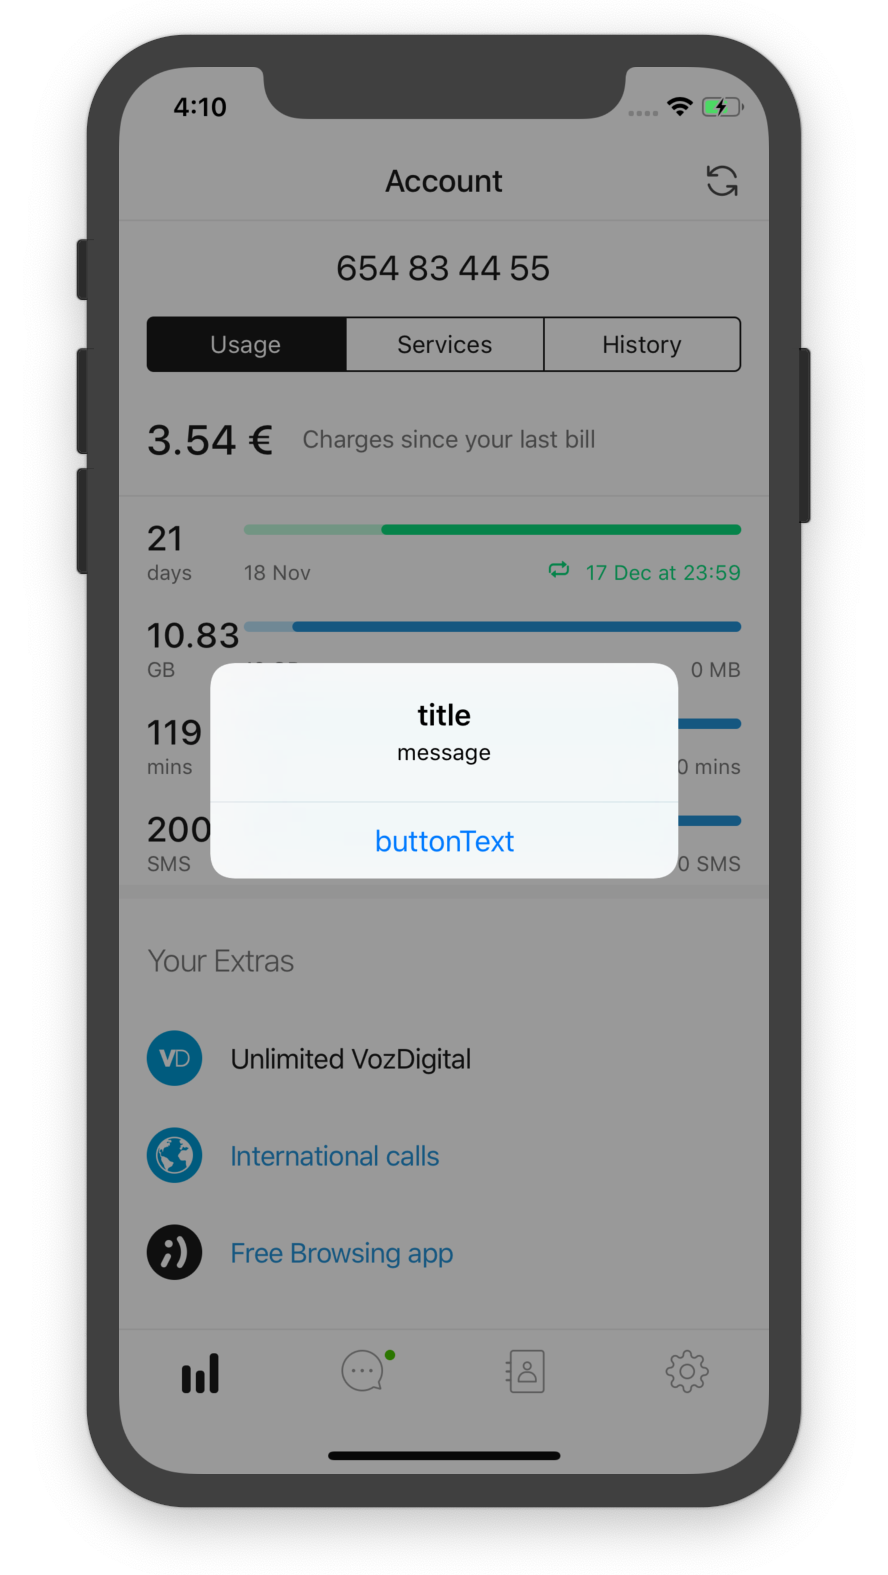 4:10
Account
654 83 44 55
Usage Services History
3.54 € Charges since your last bill
21
days 18 Nov 17 Dec at 23:59
10.83
GB 0 MB
title
119
message
mins 0 mins
200
buttonText
SMS 0 SMS
Your Extras
VD Unlimited VozDigital
International calls
Free Browsing app